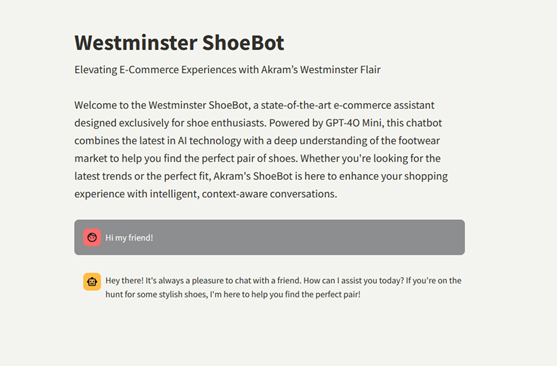 Westminster ShoeBot
Elevating E-Commerce Experiences with Akram's Westminster Flair
Welcome to the Westminster ShoeBot, a state-of-the-art e-commerce assistant
designed exclusively for shoe enthusiasts. Powered by GPT-4O Mini, this chatbot
combines the latest in AI technology with a deep understanding of the footwear
market to help you find the perfect pair of shoes. Whether you're looking for the
latest trends or the perfect fit, Akram's ShoeBot is here to enhance your shopping
experience with intelligent, context-aware conversations.
Hi my friend!
Hey there! It's always a pleasure to chat with a friend. How can I assist you today? If you're on the
hunt for some stylish shoes, I'm here to help you find the perfect pair!